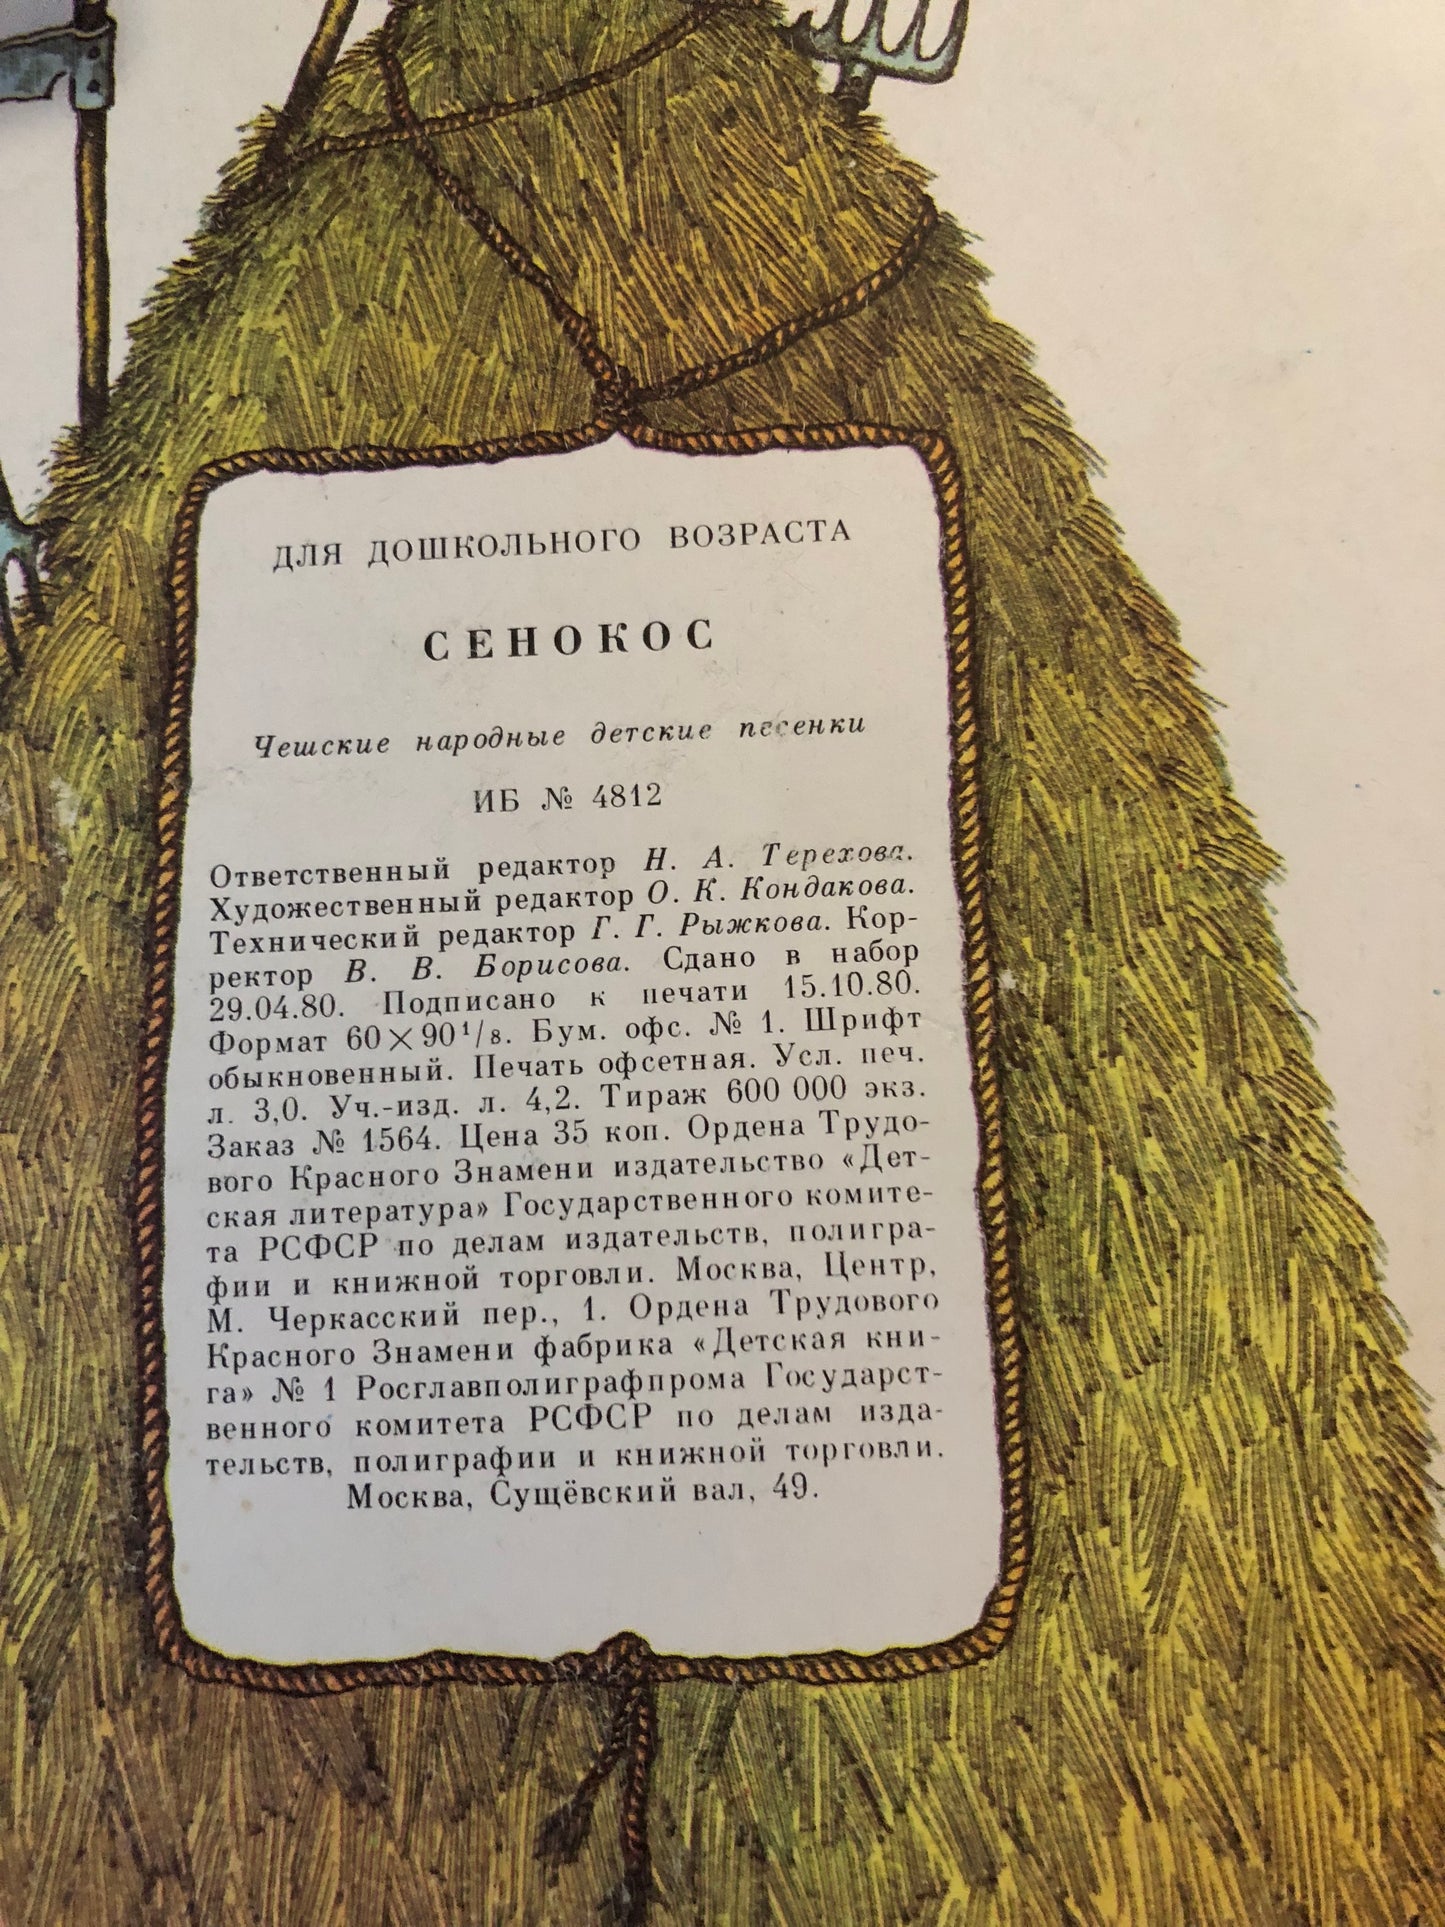 ДЛЯ ДОШКОЛЬНОГО ВОЗРАСТА
СЕНОКОС
Чешские народные детские песенки
ИБ № 4812
Ответственный редактор Н. А. Терехова.
Художественный редактор О. К. Кондакова.
Технический редактор Г. Г. Рыжкова. Кор-
ректор В. В. Борисова. Сдано в набор
29.04.80. Подписано к печати 15.10.80.
Формат 60×90¹/₈. Бум. офс. № 1. Шрифт
обыкновенный. Печать офсетная. Усл. печ.
л. 3,0. Уч.-изд. л. 4,2. Тираж 600 000 экз.
Заказ № 1564. Цена 35 коп. Ордена Трудо-
вого Красного Знамени издательство «Дет-
ская литература» Государственного комите-
та РСФСР по делам издательств, полигра-
фии и книжной торговли. Москва, Центр,
М. Черкасский пер., 1. Ордена Трудового
Красного Знамени фабрика «Детская кни-
га» № 1 Росглавполиграфпрома Государст-
венного комитета РСФСР по делам изда-
тельств, полиграфии и книжной торговли.
Москва, Сущёвский вал, 49.